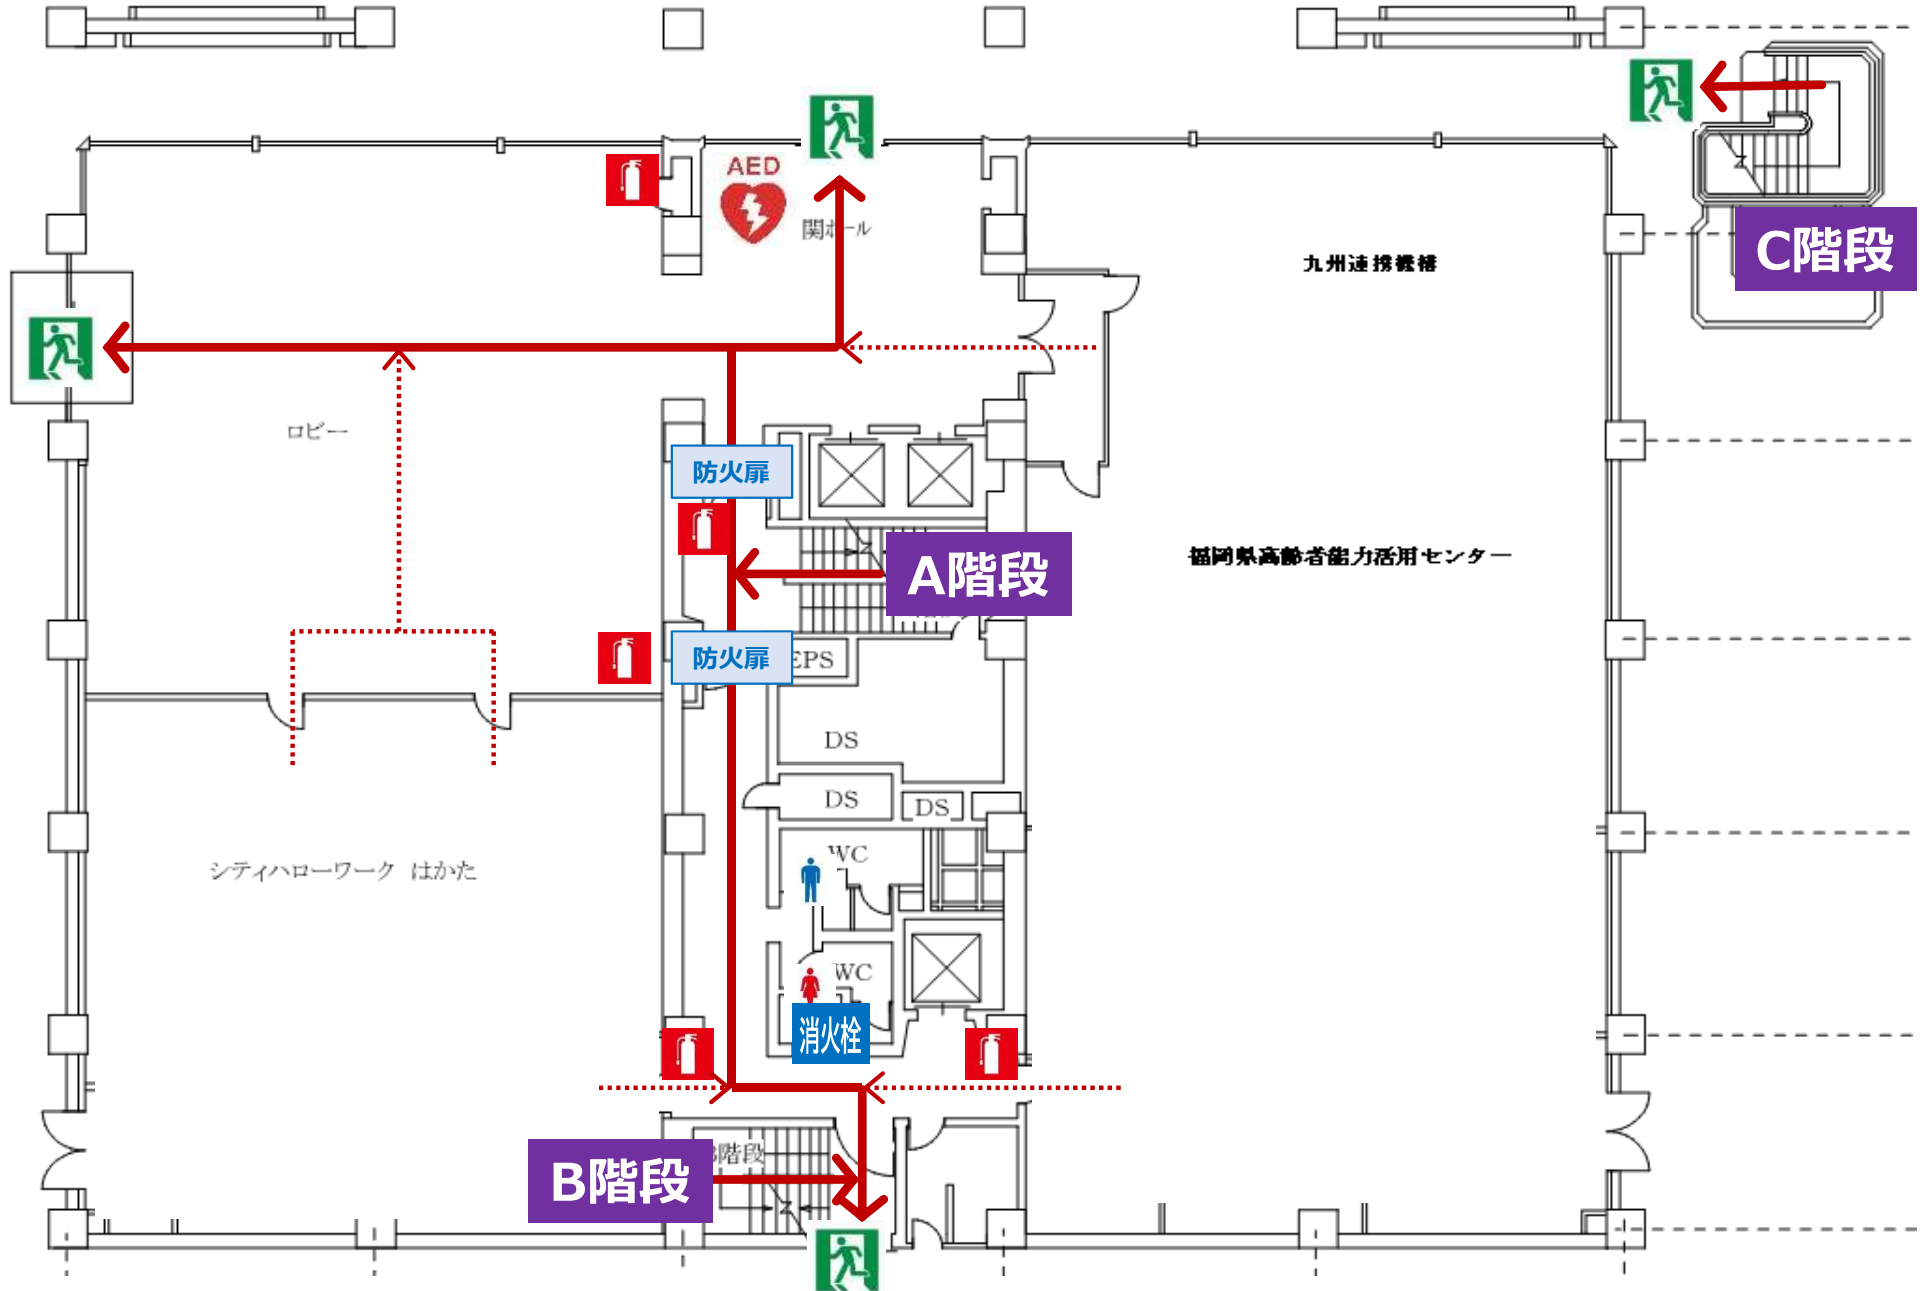 AED
関ホール
C階段
九州連携機構
ロビー
防火扉
福岡県高齢者能力活用センター
A階段
防火扉
EPS
DS
DS
DS
シティハローワーク はかた
WC
WC
消火栓
B階段
階段